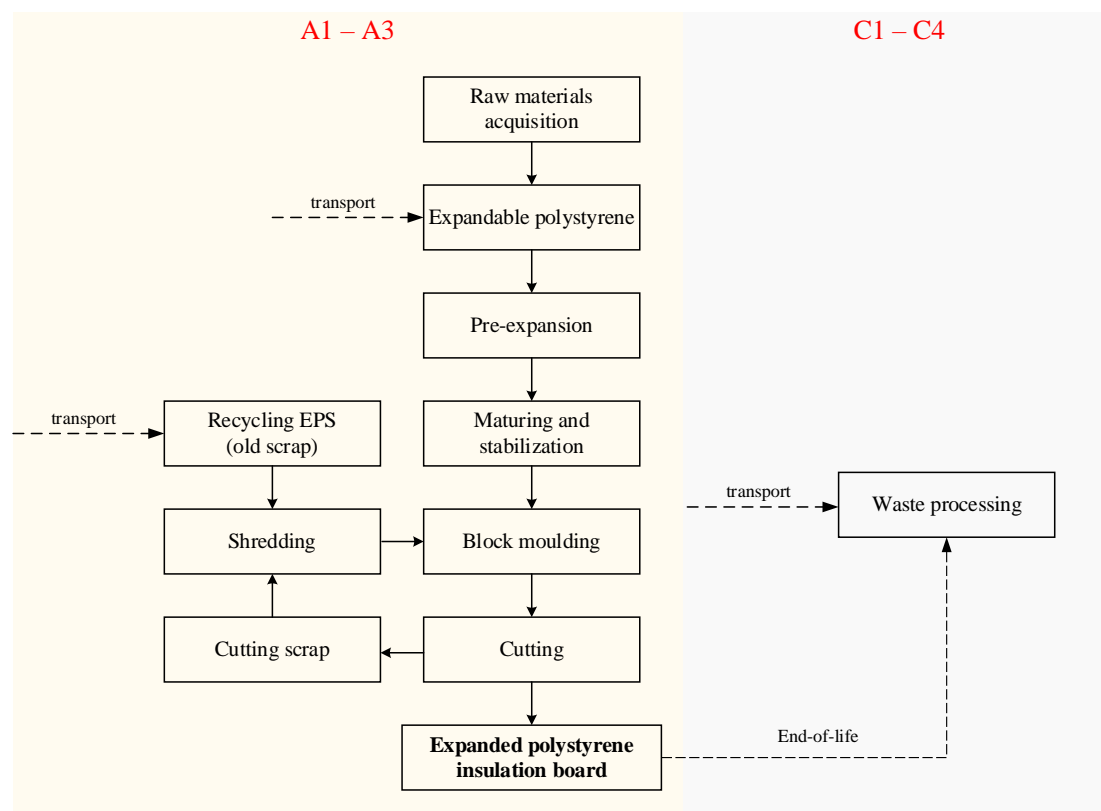 A1 – A3
C1 – C4
Raw materials
acquisition
transport
Expandable polystyrene
Pre-expansion
transport
Recycling EPS
(old scrap)
Maturing and
stabilization
transport
Waste processing
Shredding
Block moulding
Cutting scrap
Cutting
Expanded polystyrene
insulation board
End-of-life